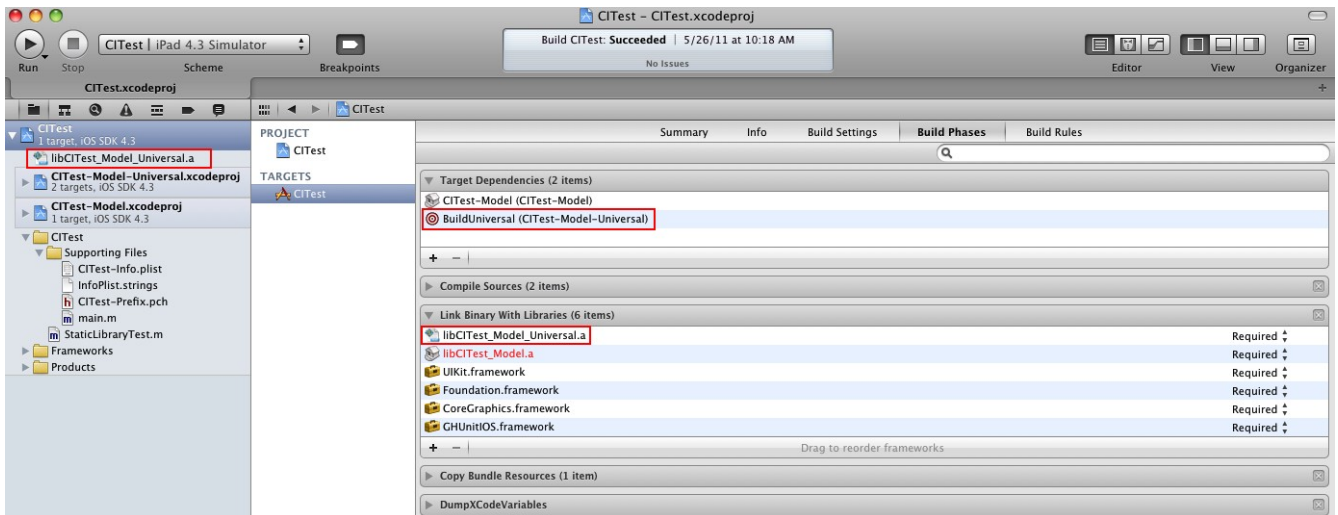 CITest – CITest.xcodeproj
CITest | iPad 4.3 Simulator
Build CITest: Succeeded | 5/26/11 at 10:18 AM
No Issues
Run Stop Scheme Breakpoints Editor View Organizer
CITest.xcodeproj
CITest
CITest
1 target, iOS SDK 4.3
libCITest_Model_Universal.a
CITest-Model-Universal.xcodeproj
2 targets, iOS SDK 4.3
CITest-Model.xcodeproj
1 target, iOS SDK 4.3
CITest
Supporting Files
CITest-Info.plist
InfoPlist.strings
CITest-Prefix.pch
main.m
StaticLibraryTest.m
Frameworks
Products
PROJECT
CITest
TARGETS
CITest
Summary Info Build Settings Build Phases Build Rules
Target Dependencies (2 items)
CITest-Model (CITest-Model)
BuildUniversal (CITest-Model-Universal)
Compile Sources (2 items)
Link Binary With Libraries (6 items)
libCITest_Model_Universal.a Required
libCITest_Model.a Required
UIKit.framework Required
Foundation.framework Required
CoreGraphics.framework Required
GHUnitIOS.framework Required
Drag to reorder frameworks
Copy Bundle Resources (1 item)
DumpXCodeVariables